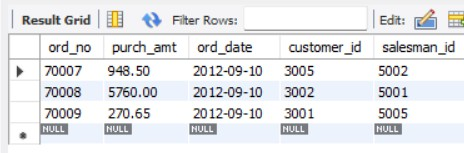 Result Grid Filter Rows: Edit:
ord_no purch_amt ord_date customer_id salesman_id
70007 948.50 2012-09-10 3005 5002
70008 5760.00 2012-09-10 3002 5001
70009 270.65 2012-09-10 3001 5005
NULL NULL NULL NULL NULL